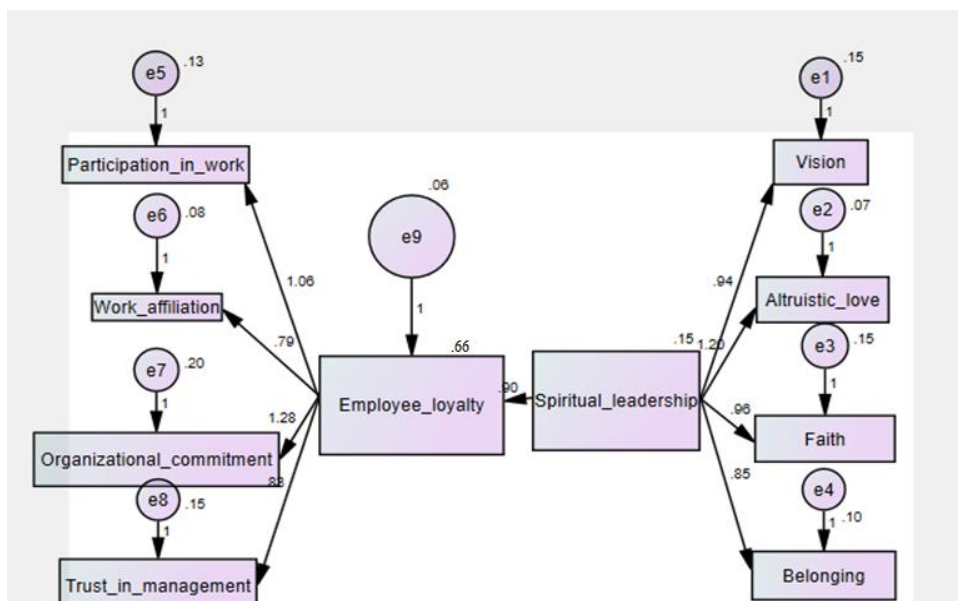 e5 .13
1
Participation_in_work
e6 .08
1
Work_affiliation
e7 .20
1
Organizational_commitment
e8 .15
1
Trust_in_management
1.06
.79
1.28
.83
.06
e9
1
.66
Employee_loyalty
.90
.15
Spiritual_leadership
.94
1.20
.96
.85
.15
e1
1
Vision
e2 .07
1
Altruistic_love
e3 .15
1
Faith
e4
1 .10
Belonging